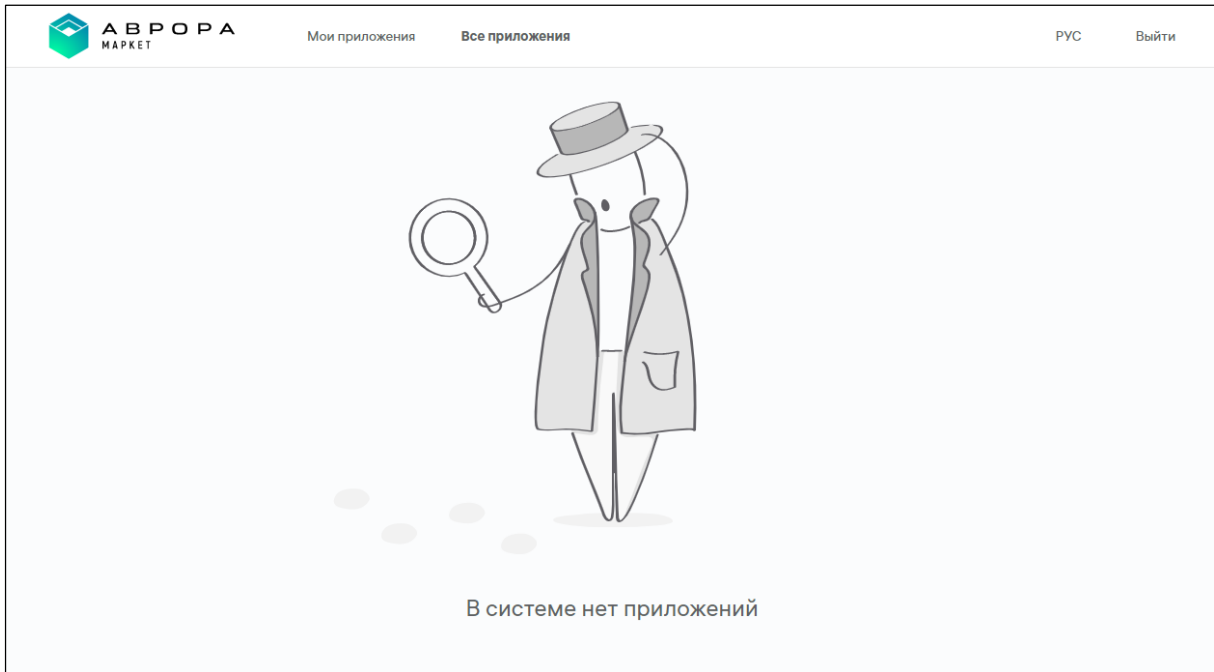 АВРОРА
МАРКЕТ
Мои приложения
Все приложения
РУС
Выйти
В системе нет приложений